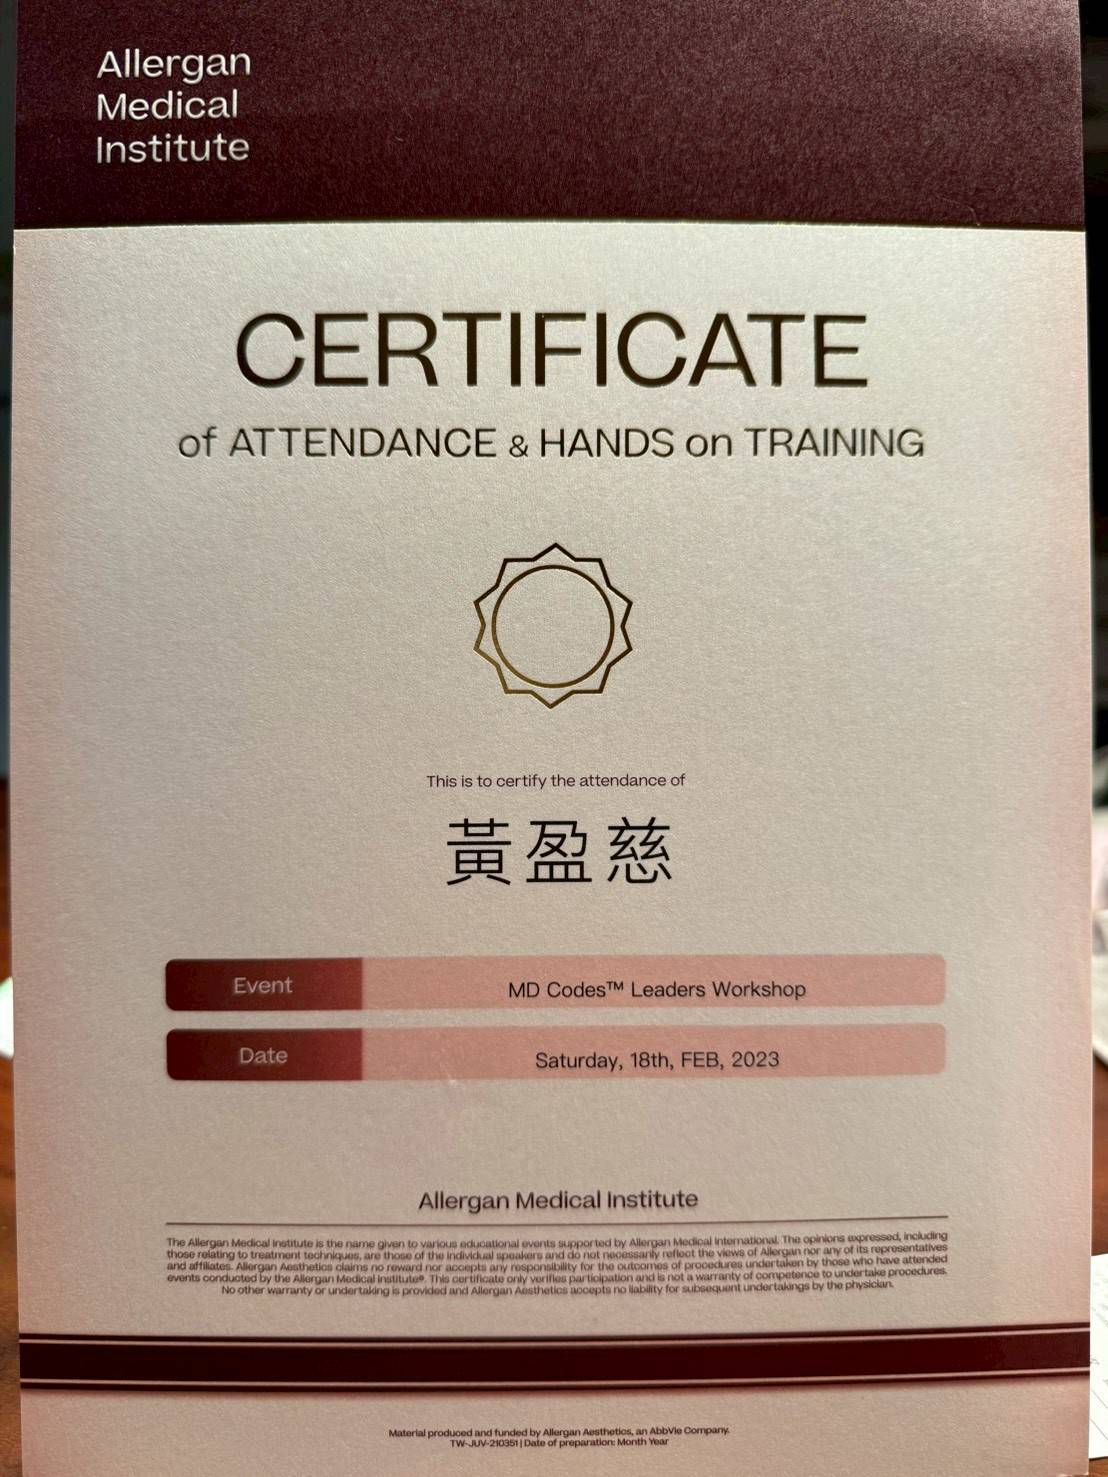 Allergan
Medical
Institute
CERTIFICATE
of ATTENDANCE & HANDS on TRAINING
This is to certify the attendance of
黃盈慈
Event
MD Codes™ Leaders Workshop
Date
Saturday, 18th, FEB, 2023
Allergan Medical Institute
The Allergan Medical Institute is the name given to various educational events supported by Allergan Medical International. The opinions expressed, including
those relating to treatment techniques, are those of the individual speakers and do not necessarily reflect the views of Allergan nor any of its representatives
and affiliates. Allergan Aesthetics claims no reward nor accepts any responsibility for the outcomes of procedures undertaken by those who have attended
events conducted by the Allergan Medical Institute®. This certificate only verifies participation and is not a warranty of competence to undertake procedures.
No other warranty or undertaking is provided and Allergan Aesthetics accepts no liability for subsequent undertakings by the physician.
Material produced and funded by Allergan Aesthetics, an AbbVie Company.
TW-JUV-210351 | Date of preparation: Month Year